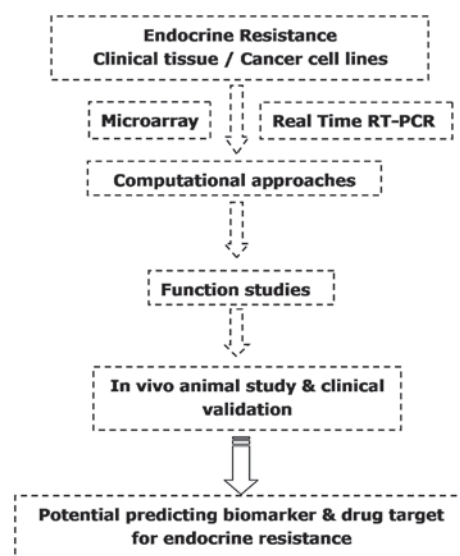 Endocrine Resistance
Clinical tissue / Cancer cell lines
Microarray
Real Time RT-PCR
Computational approaches
Function studies
In vivo animal study & clinical
validation
Potential predicting biomarker & drug target
for endocrine resistance